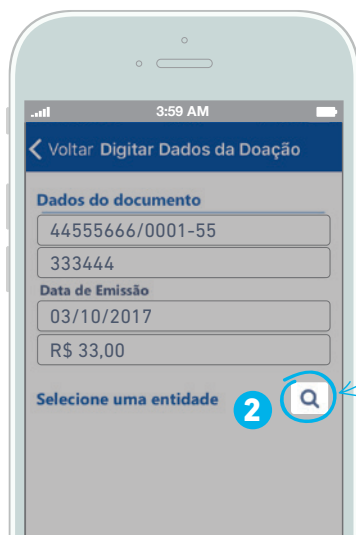 3:59 AM
Voltar Digitar Dados da Doação
Dados do documento
44555666/0001-55
333444
Data de Emissão
03/10/2017
R$ 33,00
Selecione uma entidade
2